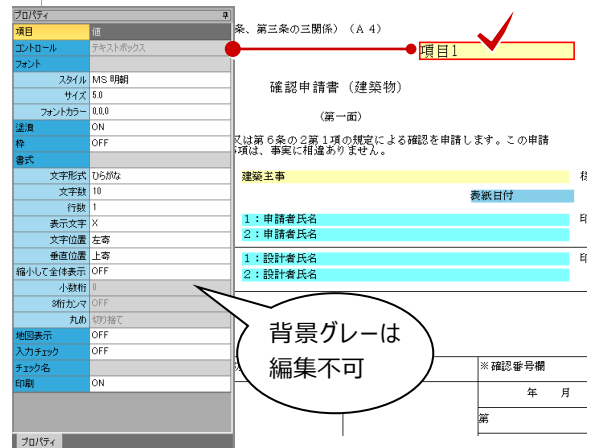 プロパティ
項目 値
コントロール テキストボックス
フォント
スタイル MS 明朝
サイズ 5.0
フォントカラー 0,0,0
塗潰 ON
枠 OFF
書式
文字形式 ひらがな
文字数 10
行数 1
表示文字 X
文字位置 左寄
垂直位置 上寄
縮小して全体表示 OFF
小数桁 0
3桁カンマ OFF
丸め 切り捨て
地図表示 OFF
入力チェック OFF
チェック名
印刷 ON
プロパティ
条、第三条の三関係）（A 4）
項目1
確認申請書（建築物）
（第一面）
又は第６条の２第１項の規定による確認を申請します。この申請
項は、事実に相違ありません。
建築主事 様
表紙日付
1：申請者氏名 印
2：申請者氏名
1：設計者氏名 印
2：設計者氏名
背景グレーは
編集不可
※確認番号欄
年 月
第